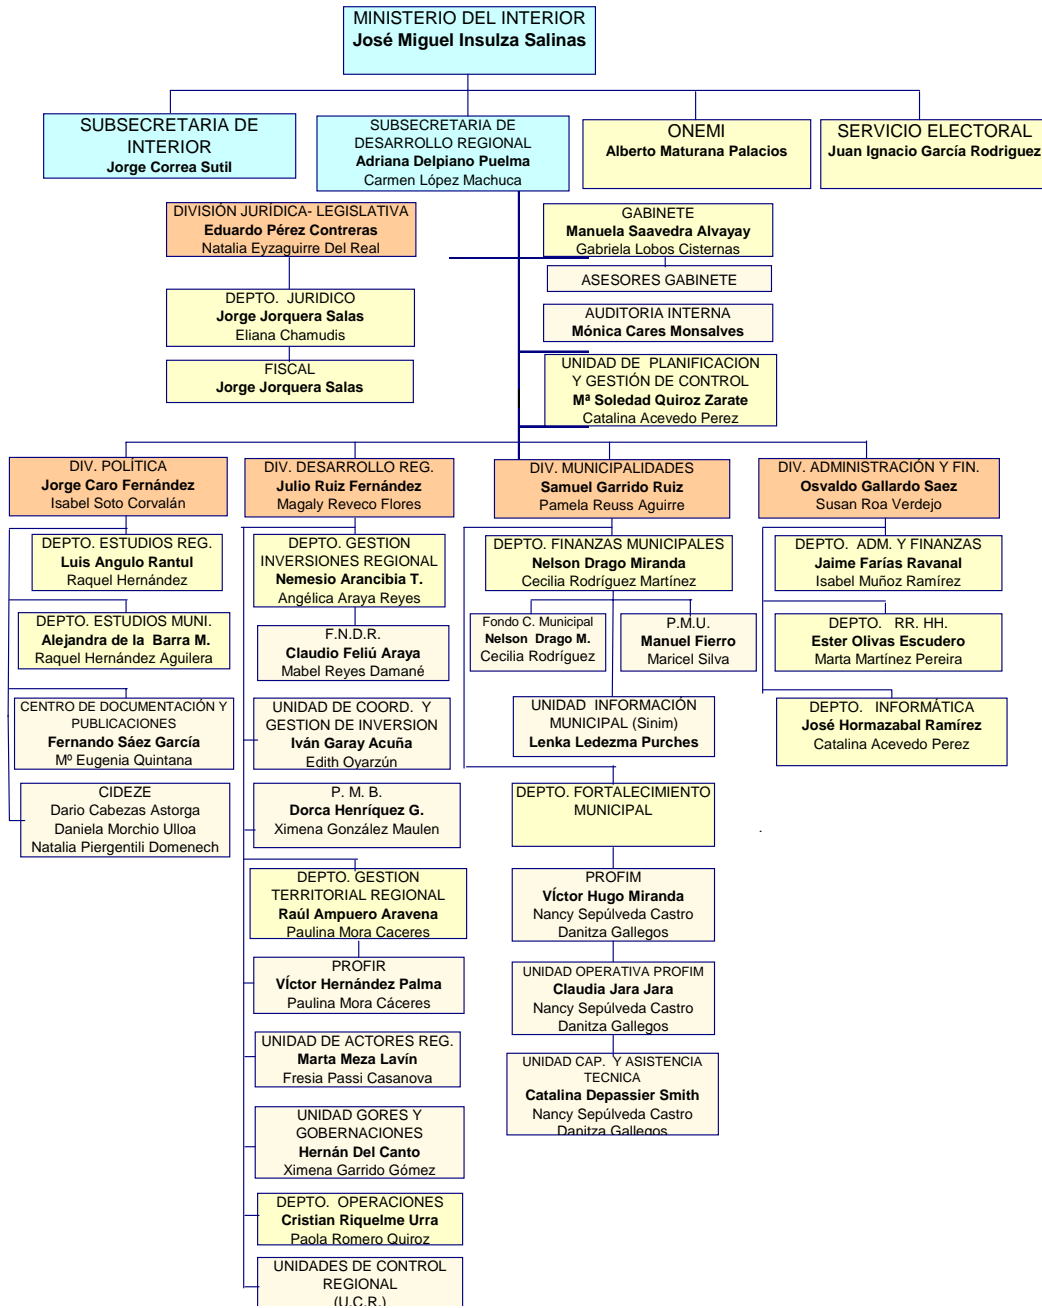 MINISTERIO DEL INTERIOR
José Miguel Insulza Salinas
SUBSECRETARIA DE
INTERIOR
Jorge Correa Sutil
SUBSECRETARIA DE
DESARROLLO REGIONAL
Adriana Delpiano Puelma
Carmen López Machuca
ONEMI
Alberto Maturana Palacios
SERVICIO ELECTORAL
Juan Ignacio García Rodriguez
DIVISIÓN JURÍDICA- LEGISLATIVA
Eduardo Pérez Contreras
Natalia Eyzaguirre Del Real
GABINETE
Manuela Saavedra Alvayay
Gabriela Lobos Cisternas
ASESORES GABINETE
DEPTO. JURIDICO
Jorge Jorquera Salas
Eliana Chamudis
AUDITORIA INTERNA
Mónica Cares Monsalves
FISCAL
Jorge Jorquera Salas
UNIDAD DE PLANIFICACION
Y GESTIÓN DE CONTROL
Mª Soledad Quiroz Zarate
Catalina Acevedo Perez
DIV. POLÍTICA
Jorge Caro Fernández
Isabel Soto Corvalán
DEPTO. ESTUDIOS REG.
Luis Angulo Rantul
Raquel Hernández
DEPTO. ESTUDIOS MUNI.
Alejandra de la Barra M.
Raquel Hernández Aguilera
CENTRO DE DOCUMENTACIÓN Y
PUBLICACIONES
Fernando Sáez García
Mº Eugenia Quintana
CIDEZE
Dario Cabezas Astorga
Daniela Morchio Ulloa
Natalia Piergentili Domenech
DIV. DESARROLLO REG.
Julio Ruiz Fernández
Magaly Reveco Flores
DEPTO. GESTION
INVERSIONES REGIONAL
Nemesio Arancibia T.
Angélica Araya Reyes
F.N.D.R.
Claudio Feliú Araya
Mabel Reyes Damané
UNIDAD DE COORD. Y
GESTION DE INVERSION
Iván Garay Acuña
Edith Oyarzún
P. M. B.
Dorca Henríquez G.
Ximena González Maulen
DEPTO. GESTION
TERRITORIAL REGIONAL
Raúl Ampuero Aravena
Paulina Mora Caceres
PROFIR
VÍctor Hernández Palma
Paulina Mora Cáceres
UNIDAD DE ACTORES REG.
Marta Meza Lavín
Fresia Passi Casanova
UNIDAD GORES Y
GOBERNACIONES
Hernán Del Canto
Ximena Garrido Gómez
DEPTO. OPERACIONES
Cristian Riquelme Urra
Paola Romero Quiroz
UNIDADES DE CONTROL
REGIONAL
(U.C.R.)
DIV. MUNICIPALIDADES
Samuel Garrido Ruiz
Pamela Reuss Aguirre
DEPTO. FINANZAS MUNICIPALES
Nelson Drago Miranda
Cecilia Rodríguez Martínez
Fondo C. Municipal
Nelson Drago M.
Cecilia Rodríguez
P.M.U.
Manuel Fierro
Maricel Silva
UNIDAD INFORMACIÓN
MUNICIPAL (Sinim)
Lenka Ledezma Purches
DEPTO. FORTALECIMIENTO
MUNICIPAL
PROFIM
VÍctor Hugo Miranda
Nancy Sepúlveda Castro
Danitza Gallegos
UNIDAD OPERATIVA PROFIM
Claudia Jara Jara
Nancy Sepúlveda Castro
Danitza Gallegos
UNIDAD CAP. Y ASISTENCIA
TECNICA
Catalina Depassier Smith
Nancy Sepúlveda Castro
Danitza Gallegos
DIV. ADMINISTRACIÓN Y FIN.
Osvaldo Gallardo Saez
Susan Roa Verdejo
DEPTO. ADM. Y FINANZAS
Jaime Farías Ravanal
Isabel Muñoz Ramírez
DEPTO. RR. HH.
Ester Olivas Escudero
Marta Martínez Pereira
DEPTO. INFORMÁTICA
José Hormazabal Ramírez
Catalina Acevedo Perez
.